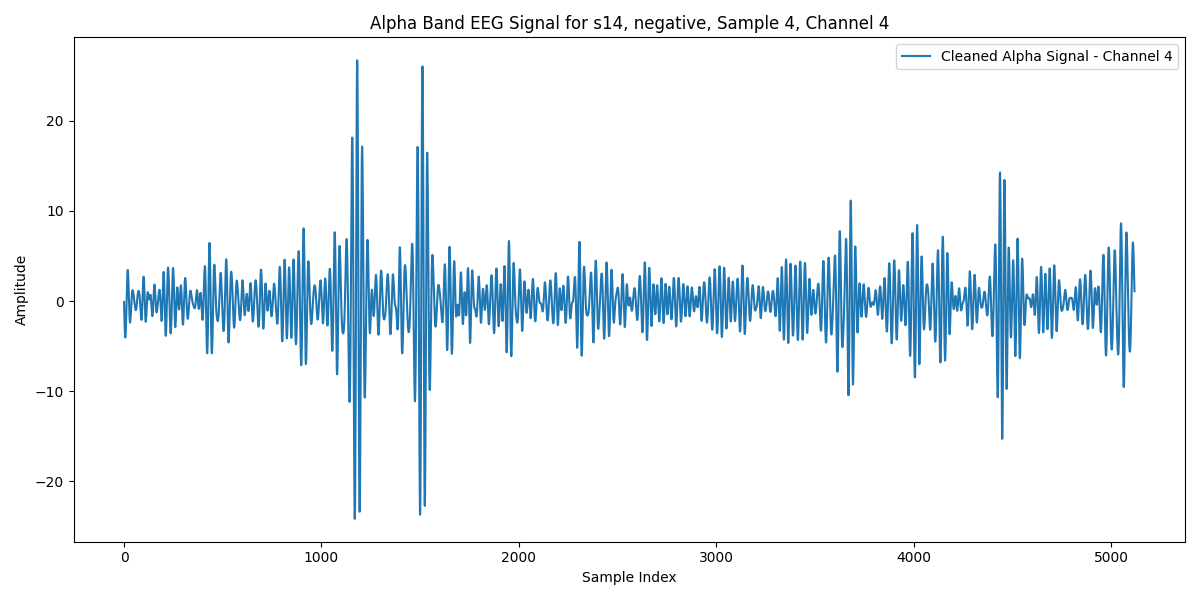 Alpha Band EEG Signal for s14, negative, Sample 4, Channel 4
Cleaned Alpha Signal - Channel 4
Amplitude
20
10
0
−10
−20
0 1000 2000 3000 4000 5000
Sample Index